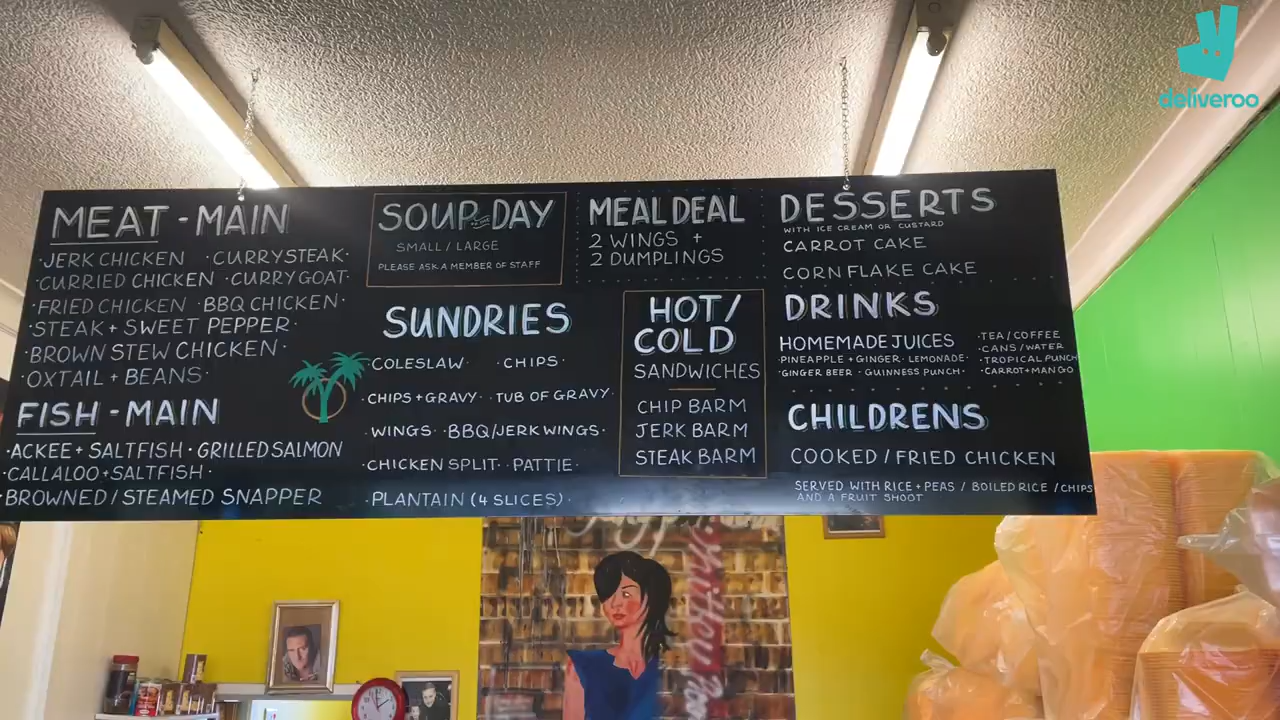 MEAT - MAIN
·JERK CHICKEN ·CURRYSTEAK·
·CURRIED CHICKEN ·CURRY GOAT·
·FRIED CHICKEN· BBQ CHICKEN·
·STEAK + SWEET PEPPER·
·BROWN STEW CHICKEN·
·OXTAIL + BEANS·
FISH - MAIN
·ACKEE + SALTFISH· GRILLED SALMON
·CALLALOO + SALTFISH·
·BROWNED / STEAMED SNAPPER
SOUP DAY
SMALL / LARGE
PLEASE ASK A MEMBER OF STAFF
SUNDRIES
·COLESLAW· ·CHIPS·
·CHIPS + GRAVY· ·TUB OF GRAVY·
·WINGS· ·BBQ/JERK WINGS·
·CHICKEN SPLIT· ·PATTIE·
·PLANTAIN (4 SLICES)·
MEAL DEAL
2 WINGS +
2 DUMPLINGS
HOT/
COLD
SANDWICHES
CHIP BARM
JERK BARM
STEAK BARM
DESSERTS
WITH ICE CREAM OR CUSTARD
CARROT CAKE
CORNFLAKE CAKE
DRINKS
HOMEMADE JUICES
·PINEAPPLE + GINGER· LEMONADE·
·GINGER BEER· GUINNESS PUNCH·
·TEA / COFFEE
·CANS / WATER
·TROPICAL PUNCH
·CARROT + MANGO
CHILDRENS
COOKED / FRIED CHICKEN
SERVED WITH RICE + PEAS / BOILED RICE / CHIPS
AND A FRUIT SHOOT
deliveroo